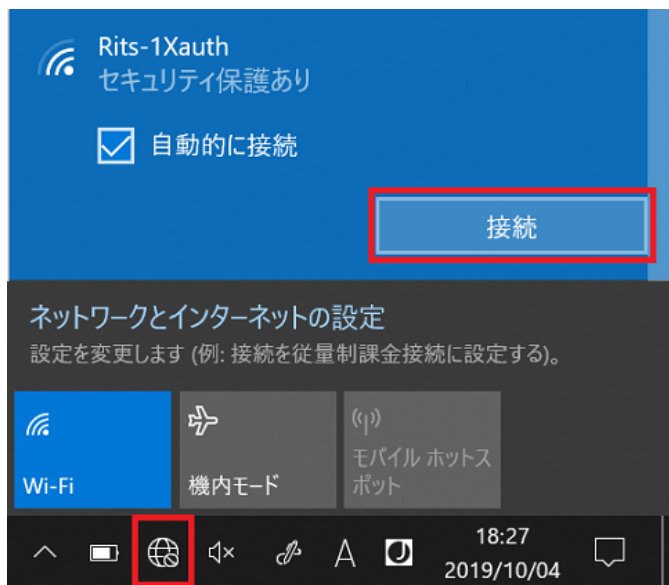 Rits-1Xauth
セキュリティ保護あり
自動的に接続
接続
ネットワークとインターネットの設定
設定を変更します (例: 接続を従量制課金接続に設定する)。
Wi-Fi
機内モード
モバイル ホットス
ポット
A
J
18:27
2019/10/04